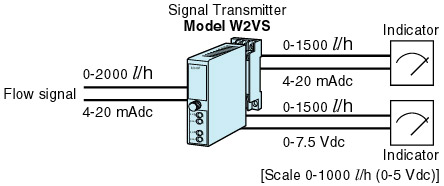 Signal Transmitter
Model W2VS
Indicator
0-1500 l/h
4-20 mAdc
0-2000 l/h
Flow signal
4-20 mAdc
0-1500 l/h
0-7.5 Vdc
Indicator
[Scale 0-1000 l/h (0-5 Vdc)]